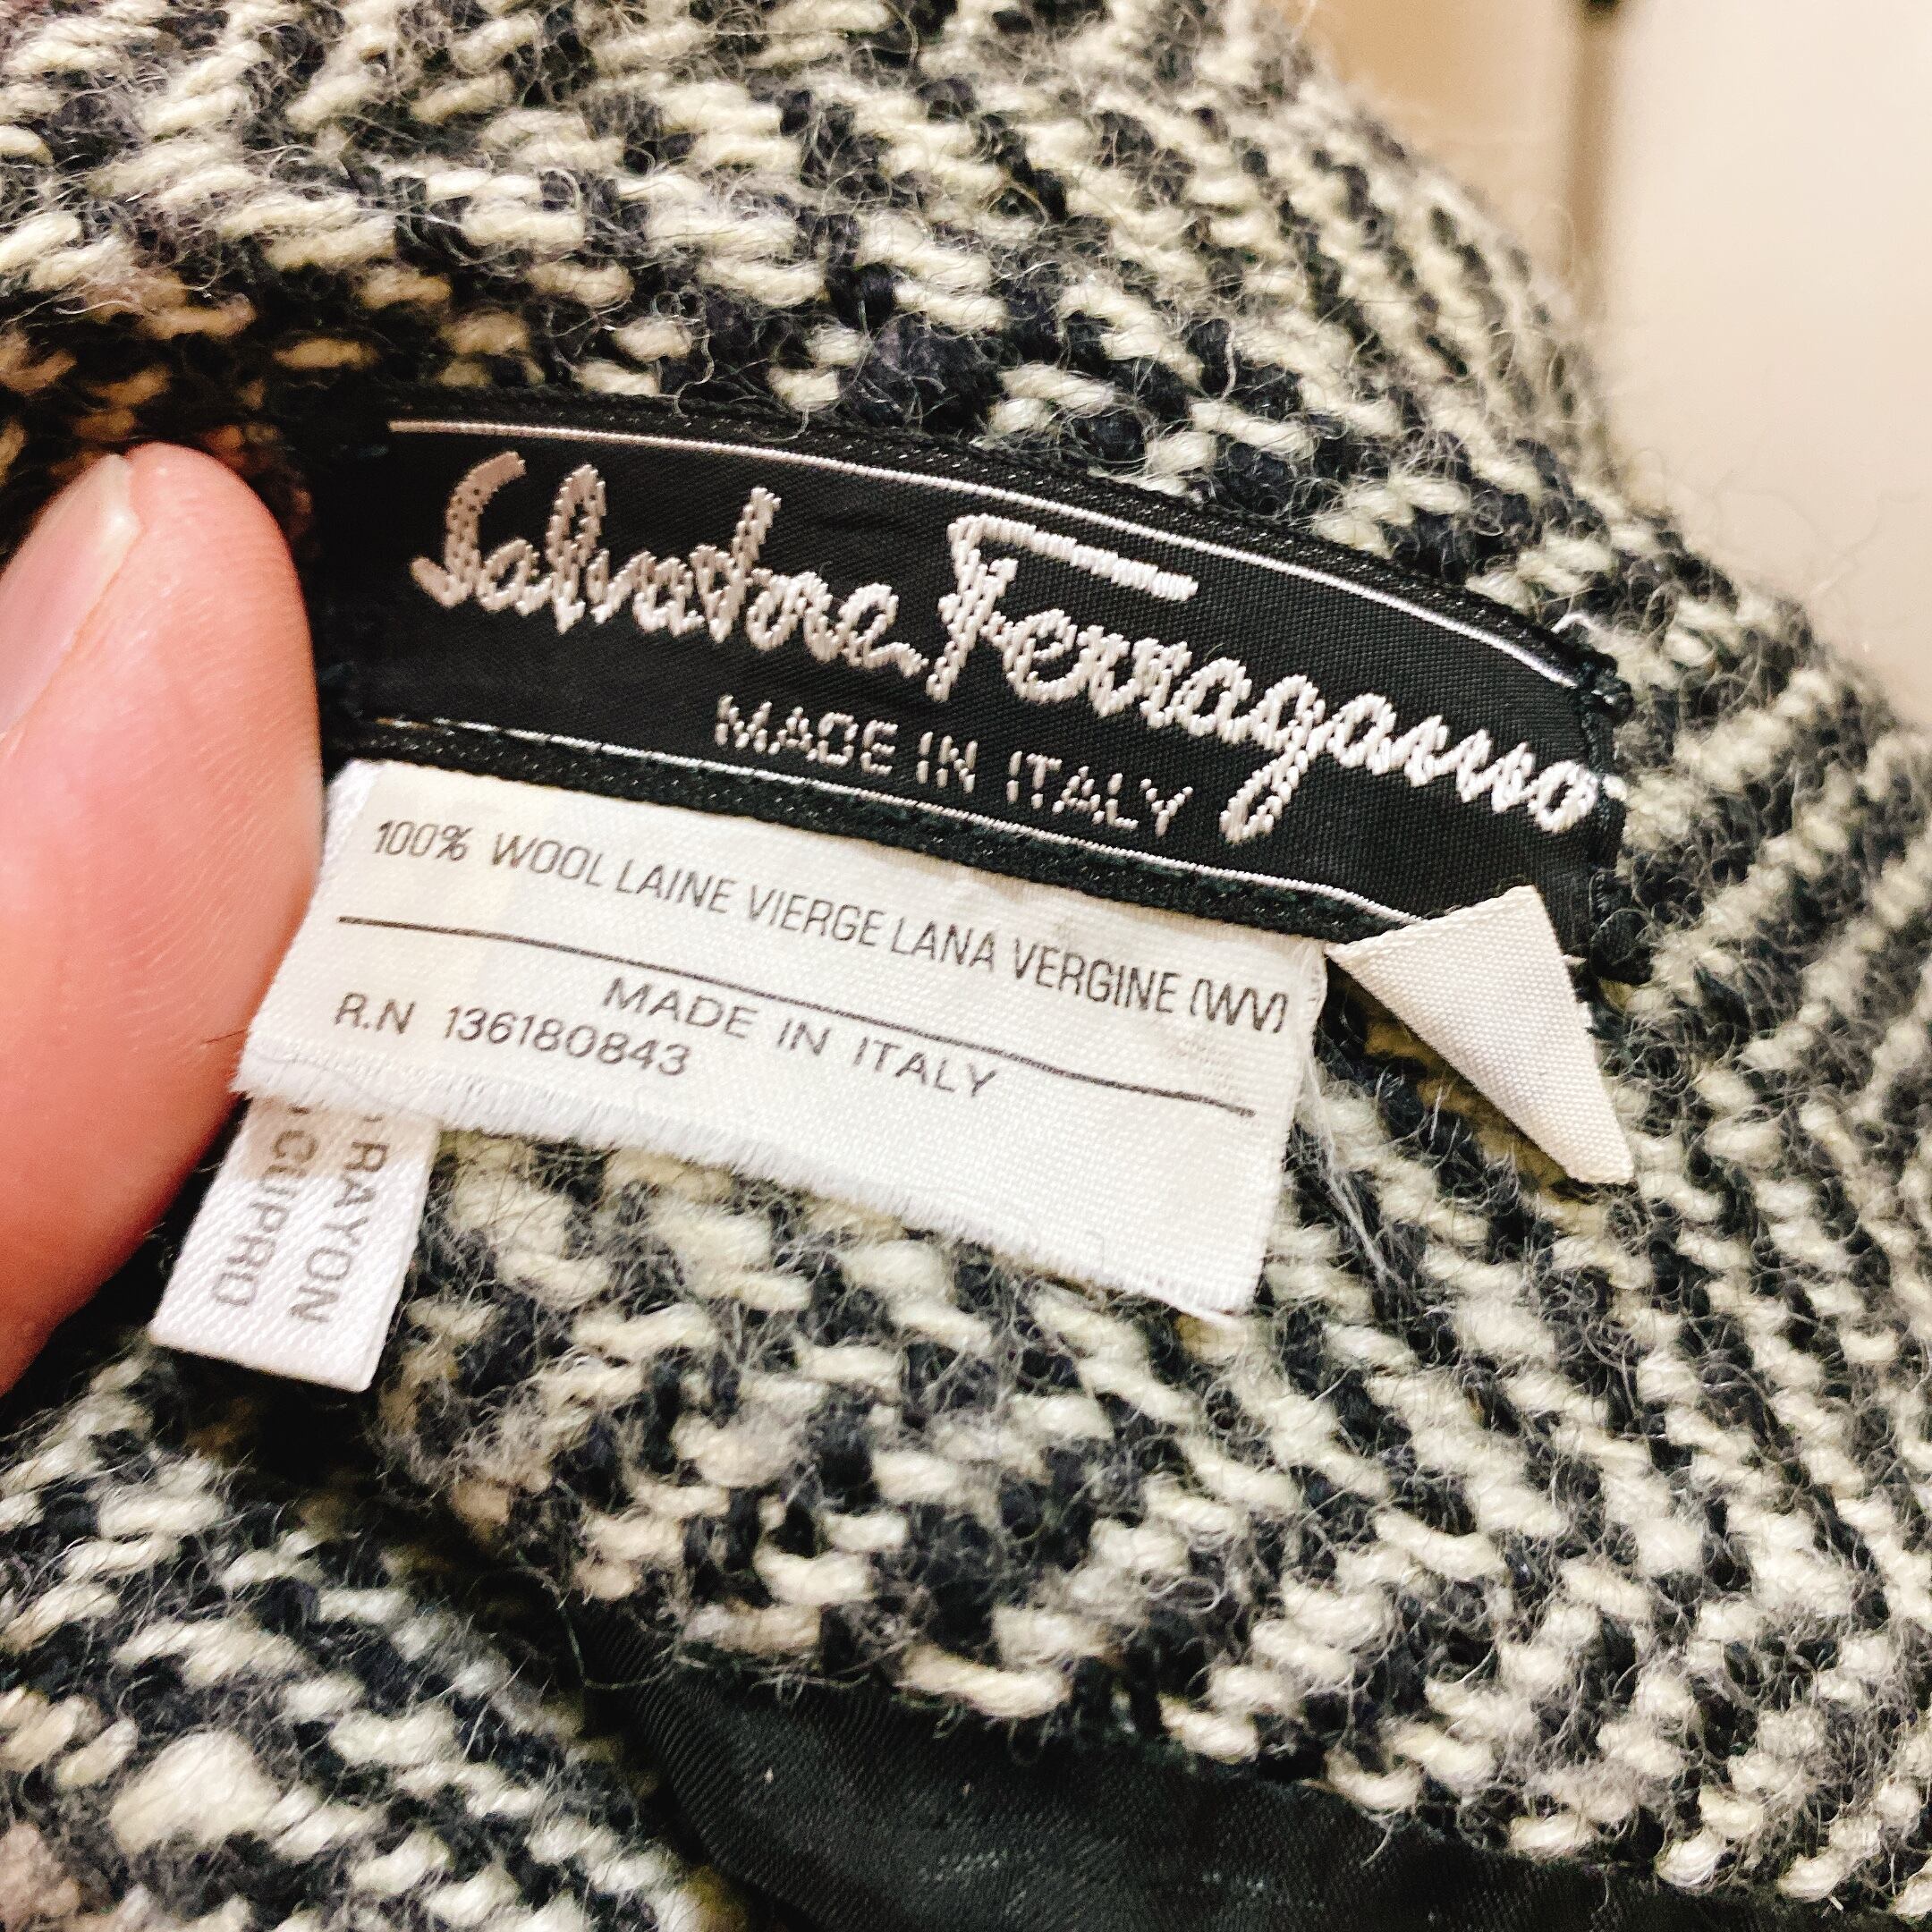 Salvatore Ferragamo
MADE IN ITALY
100% WOOL LAINE VIERGE LANA VERGINE (WV)
MADE IN ITALY
R.N 136180843
RAYON
CUPRO